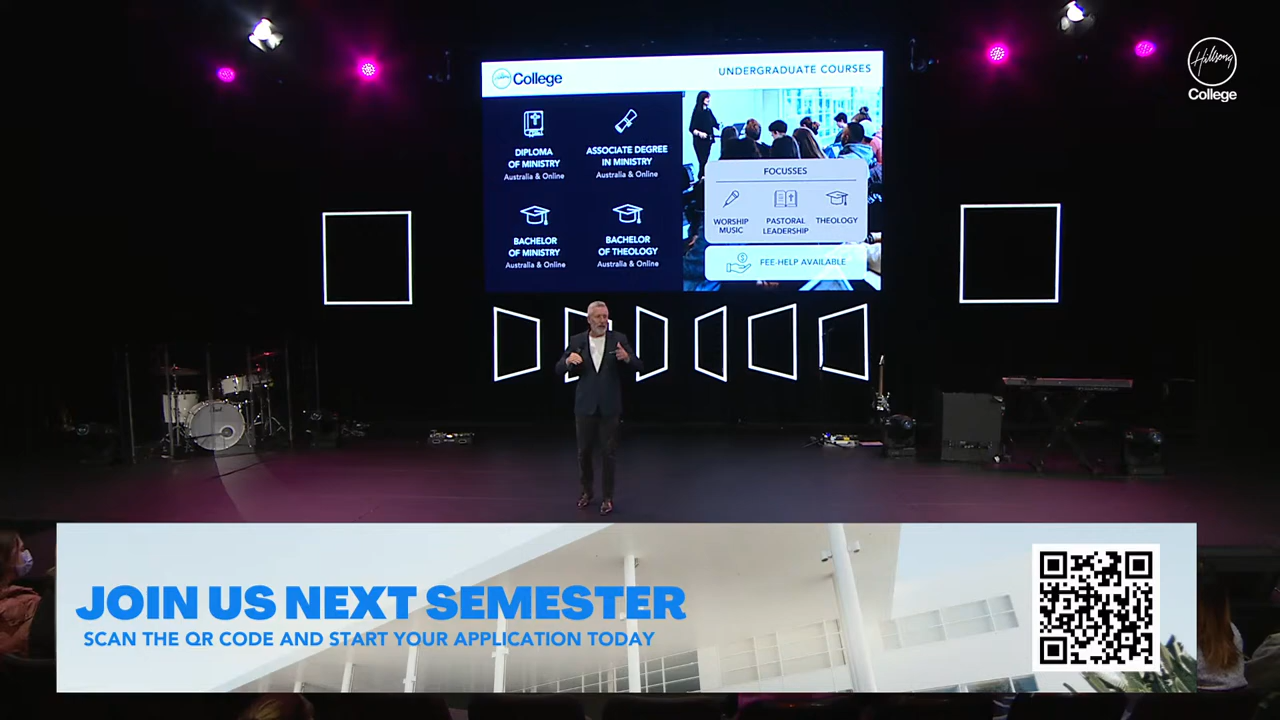 Hillsong
College
College
UNDERGRADUATE COURSES
DIPLOMA
OF MINISTRY
Australia & Online
ASSOCIATE DEGREE
IN MINISTRY
Australia & Online
BACHELOR
OF MINISTRY
Australia & Online
BACHELOR
OF THEOLOGY
Australia & Online
FOCUSSES
WORSHIP
MUSIC
PASTORAL
LEADERSHIP
THEOLOGY
FEE-HELP AVAILABLE
JOIN US NEXT SEMESTER
SCAN THE QR CODE AND START YOUR APPLICATION TODAY